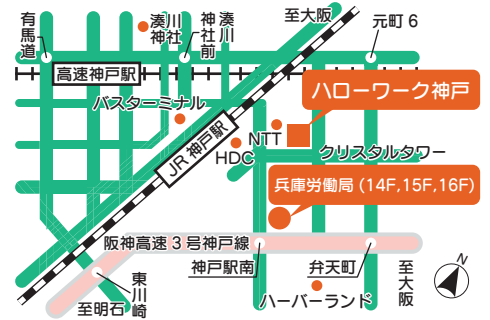 有馬道
湊川神社
湊川神社前
至大阪
元町6
高速神戸駅
バスターミナル
JR神戸駅
ハローワーク神戸
NTT
HDC
クリスタルタワー
兵庫労働局(14F,15F,16F)
阪神高速3号神戸線
神戸駅南
弁天町
至大阪
東川崎
至明石
ハーバーランド
N